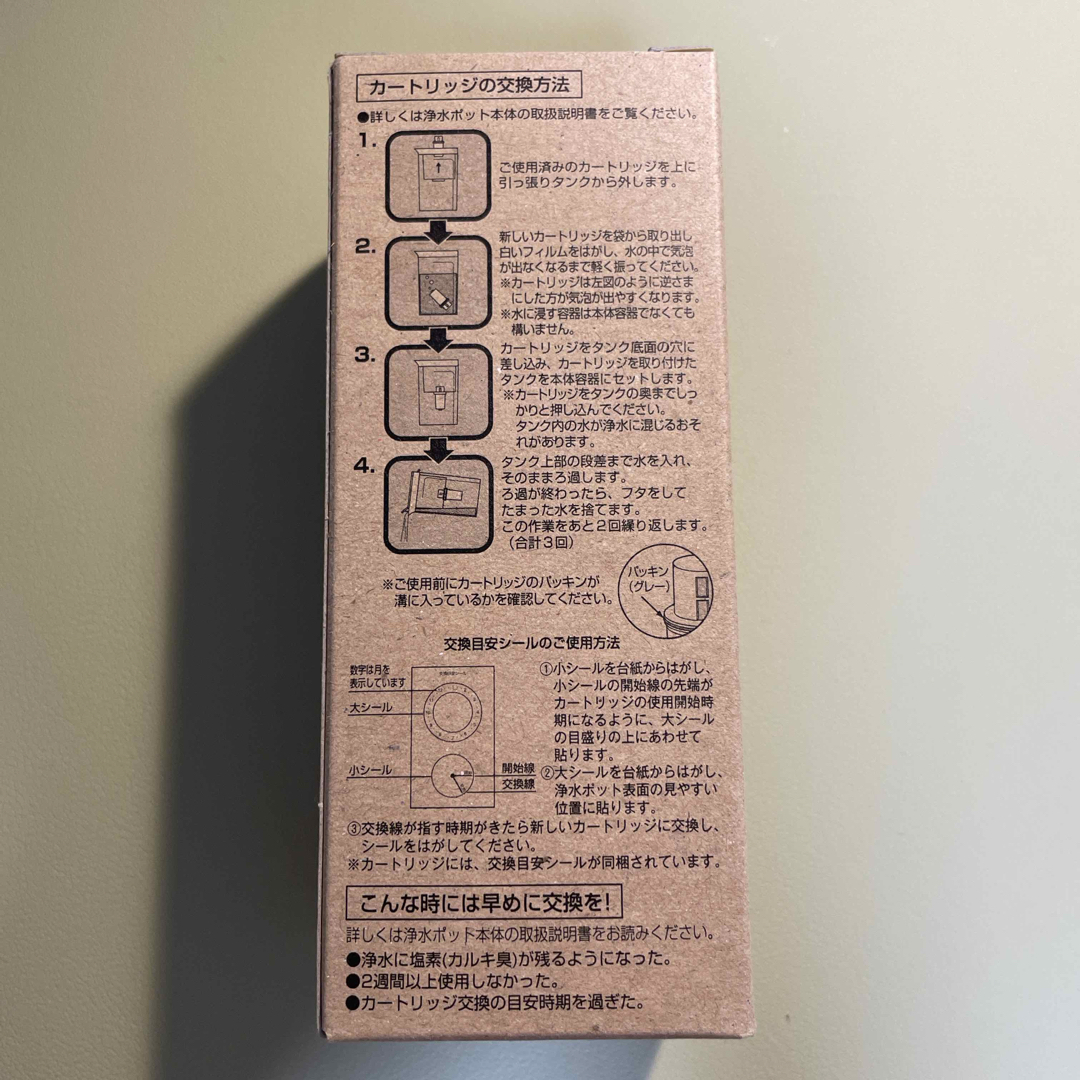 カートリッジの交換方法
●詳しくは浄水ポット本体の取扱説明書をご覧ください。
1.
ご使用済みのカートリッジを上に
引っ張りタンクから外します。
2.
新しいカートリッジを袋から取り出し
白いフィルムをはがし、水の中で気泡
が出なくなるまで軽く振ってください。
※カートリッジは左図のように逆さま
にした方が気泡が出やすくなります。
※水に浸す容器は本体容器でなくても
構いません。
3.
カートリッジをタンク底面の穴に
差し込み、カートリッジを取り付けた
タンクを本体容器にセットします。
※カートリッジをタンクの奥までしっ
かりと押し込んでください。
タンク内の水が浄水に混じるおそ
れがあります。
4.
タンク上部の段差まで水を入れ、
そのままろ過します。
ろ過が終わったら、フタをして
たまった水を捨てます。
この作業をあと2回繰り返します。
(合計3回)
※ご使用前にカートリッジのパッキンが
溝に入っているかを確認してください。
パッキン
(グレー)
交換目安シールのご使用方法
数字は月を
表示しています
大シール
小シール
開始線
交換線
①小シールを台紙からはがし、
小シールの開始線の先端が
カートリッジの使用開始時
期になるように、大シール
の目盛りの上にあわせて
貼ります。
②大シールを台紙からはがし、
浄水ポット表面の見やすい
位置に貼ります。
③交換線が指す時期がきたら新しいカートリッジに交換し、
シールをはがしてください。
※カートリッジには、交換目安シールが同梱されています。
こんな時には早めに交換を!
詳しくは浄水ポット本体の取扱説明書をお読みください。
●浄水に塩素(カルキ臭)が残るようになった。
●2週間以上使用しなかった。
●カートリッジ交換の目安時期を過ぎた。